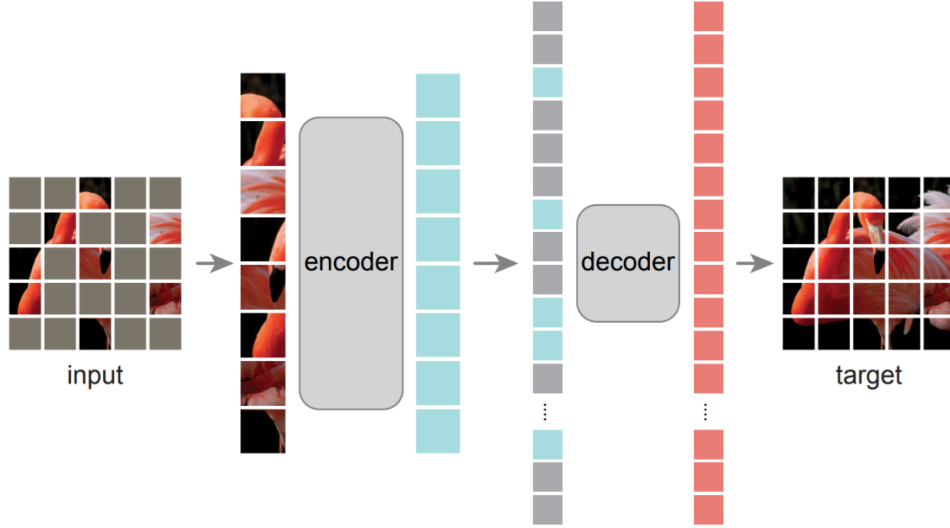 encoder
decoder
input
target